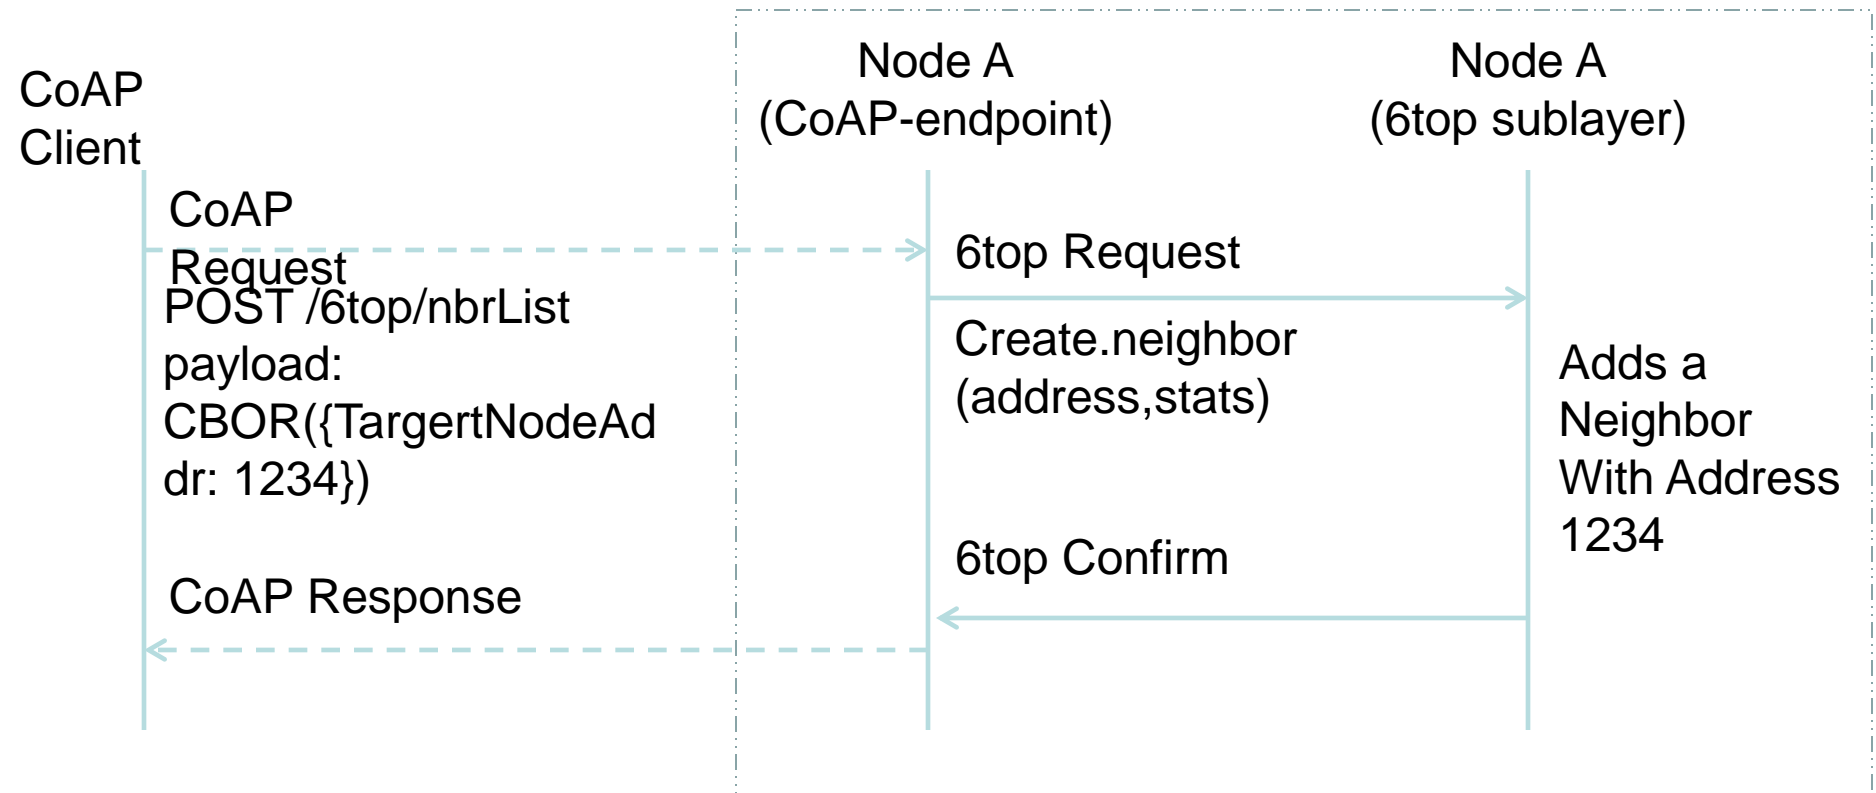 CoAP
Client
Node A
(CoAP-endpoint)
Node A
(6top sublayer)
CoAP
Request
POST /6top/nbrList
payload:
CBOR({TargertNodeAd
dr: 1234})
6top Request
Create.neighbor
(address,stats)
Adds a
Neighbor
With Address
1234
6top Confirm
CoAP Response